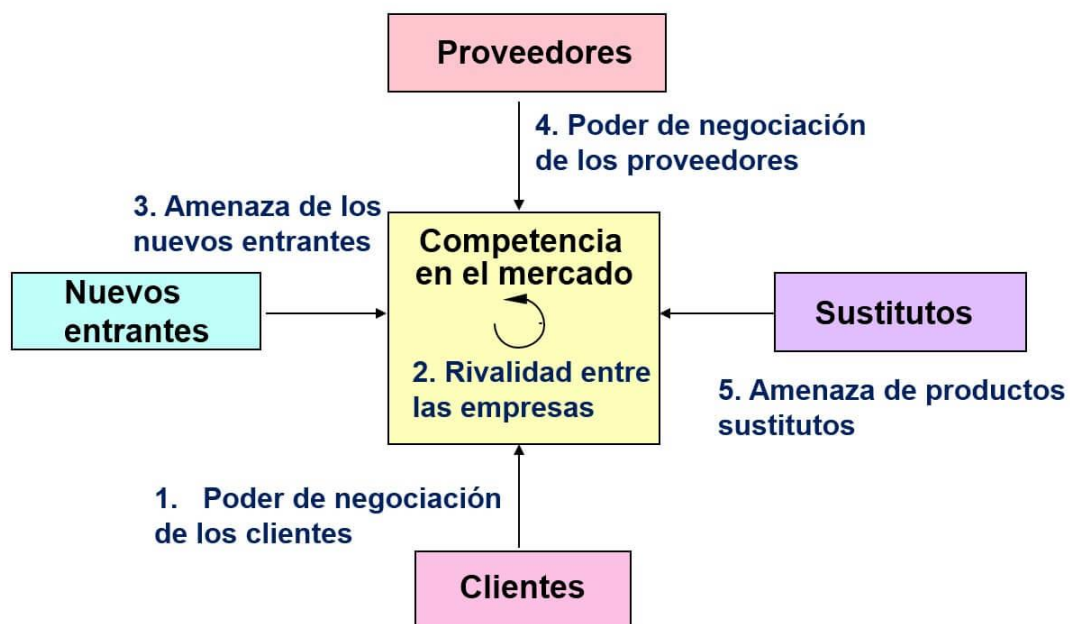 Proveedores
4. Poder de negociación
de los proveedores
3. Amenaza de los
nuevos entrantes
Competencia
en el mercado
Nuevos
entrantes
Sustitutos
2. Rivalidad entre
las empresas
5. Amenaza de productos
sustitutos
1. Poder de negociación
de los clientes
Clientes